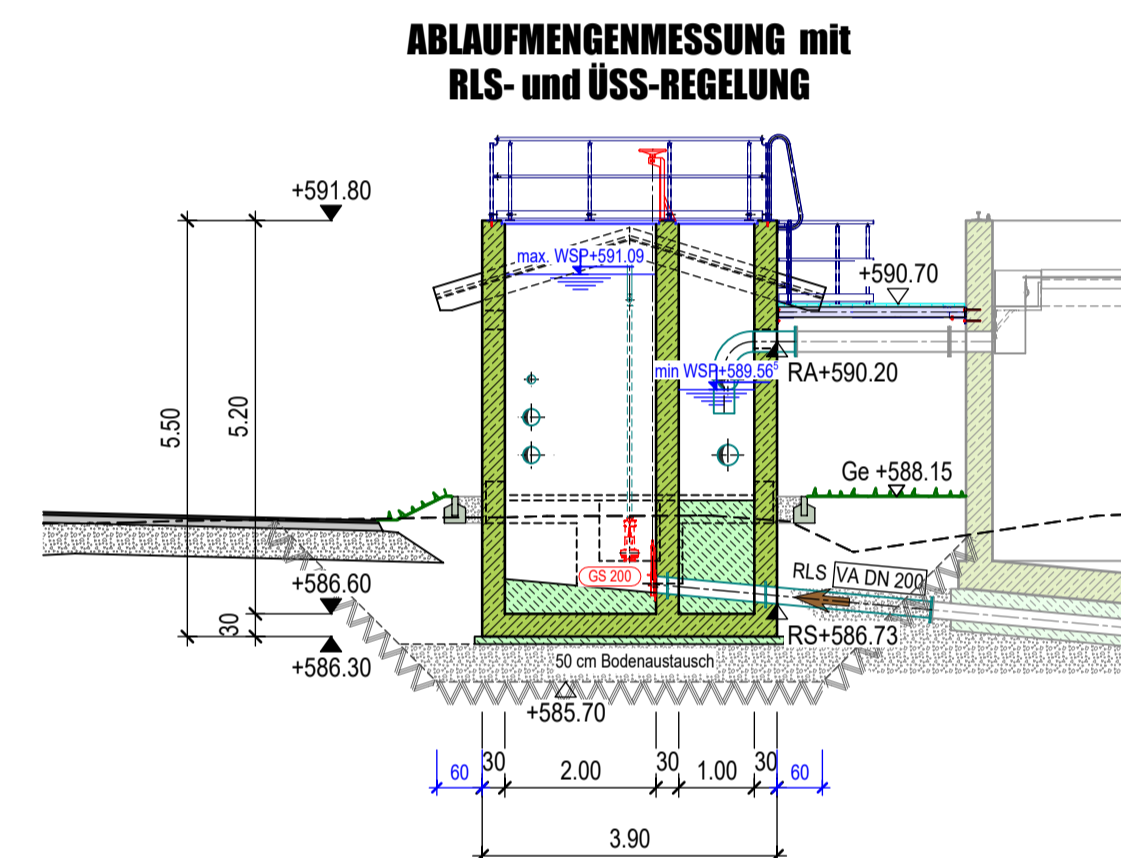 ABLAUFMENGENMESSUNG mit
RLS- und ÜSS-REGELUNG
+591.80
max. WSP+591.09
+590.70
min WSP+589.56⁵
RA+590.20
5.50
5.20
Ge +588.15
GS 200
RLS VA DN 200
+586.60
30
RS+586.73
+586.30
50 cm Bodenaustausch
+585.70
60 30 2.00 30 1.00 30 60
3.90